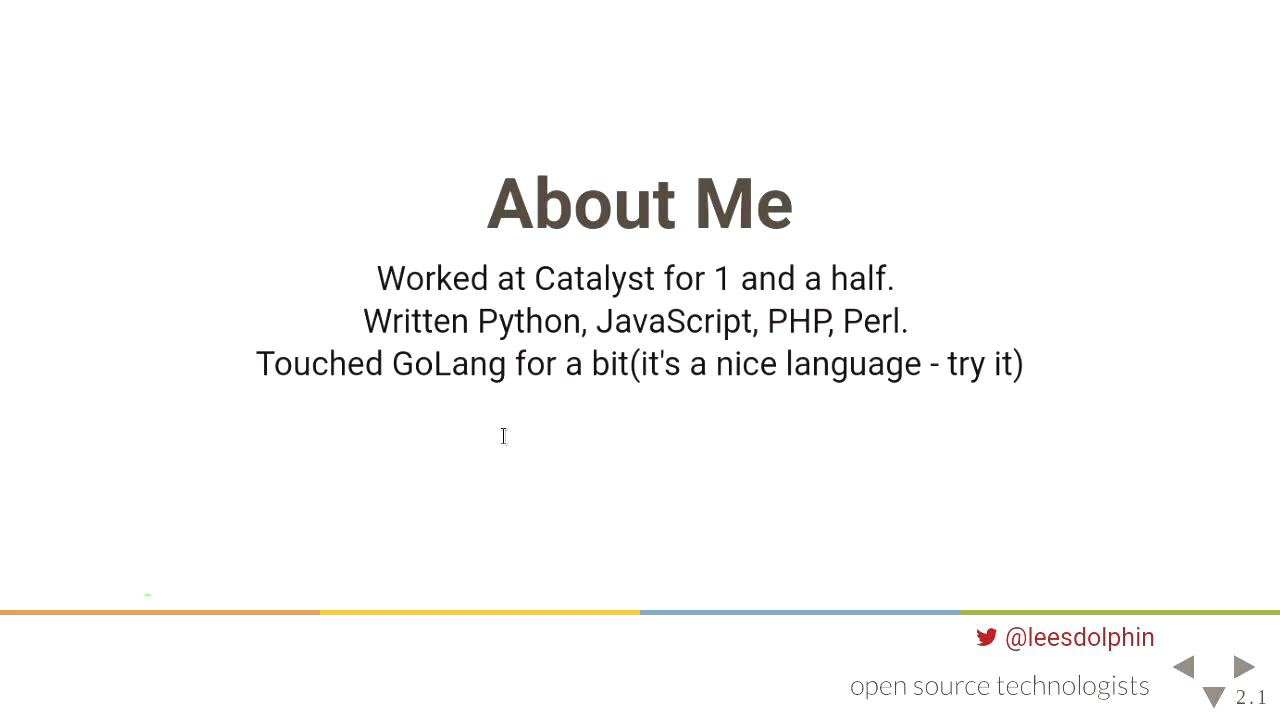 About Me
Worked at Catalyst for 1 and a half.
Written Python, JavaScript, PHP, Perl.
Touched GoLang for a bit(it's a nice language - try it)
@leesdolphin
open source technologists
2.1